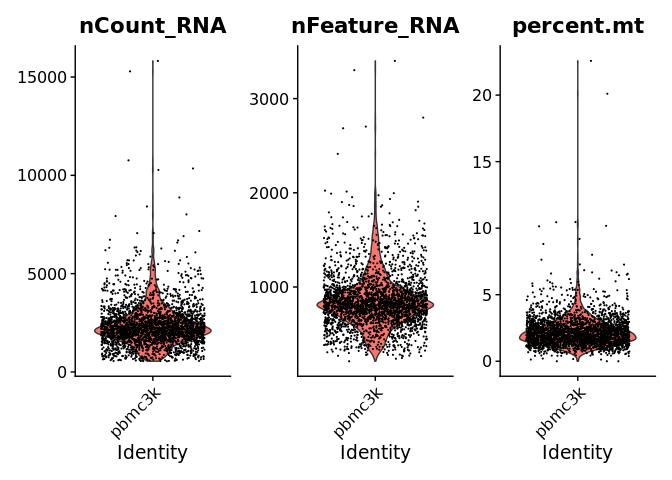 nCount_RNA
15000
10000
5000
0
pbmc3k
Identity
nFeature_RNA
3000
2000
1000
pbmc3k
Identity
percent.mt
20
15
10
5
0
pbmc3k
Identity